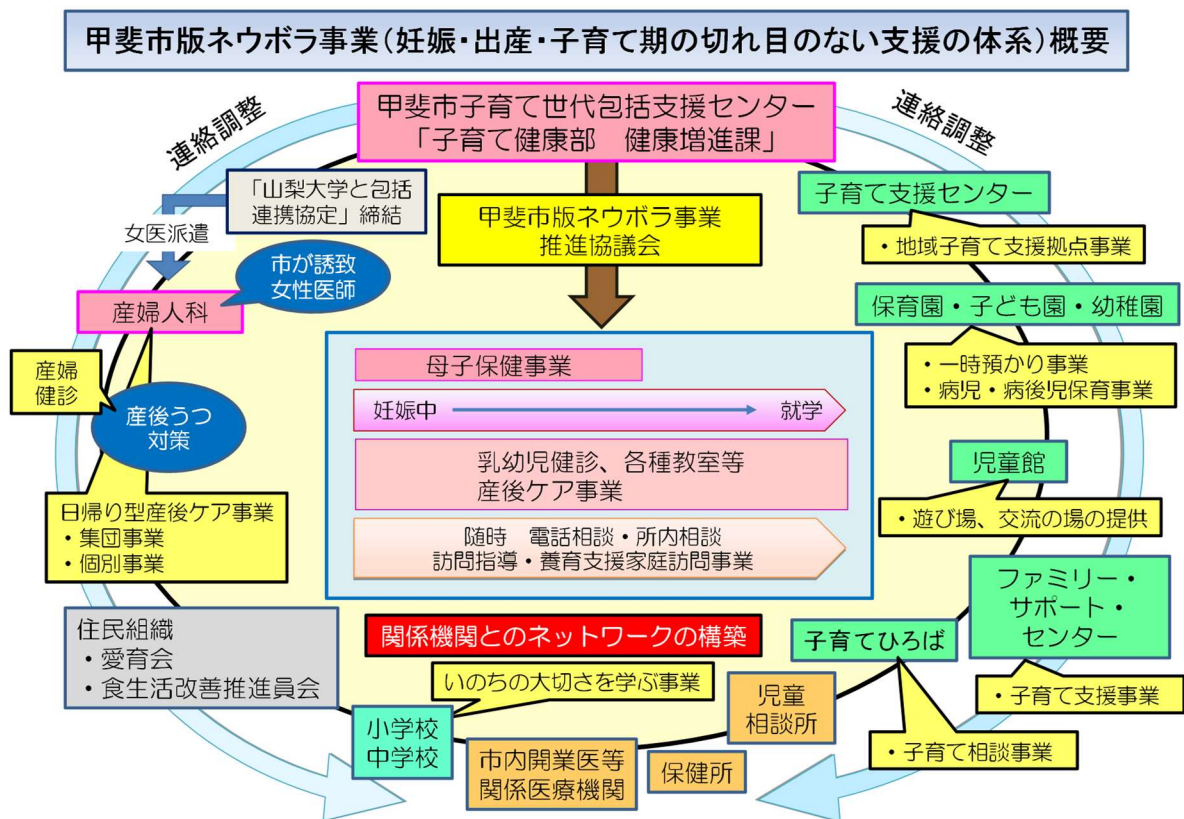 甲斐市版ネウボラ事業(妊娠・出産・子育て期の切れ目のない支援の体系)概要
連絡調整
甲斐市子育て世代包括支援センター
「子育て健康部 健康増進課」
連絡調整
「山梨大学と包括
連携協定」締結
女医派遣
甲斐市版ネウボラ事業
推進協議会
子育て支援センター
・地域子育て支援拠点事業
市が誘致
女性医師
産婦人科
保育園・子ども園・幼稚園
・一時預かり事業
・病児・病後児保育事業
産婦
健診
産後うつ
対策
母子保健事業
妊娠中
就学
乳幼児健診、各種教室等
産後ケア事業
随時 電話相談・所内相談
訪問指導・養育支援家庭訪問事業
児童館
・遊び場、交流の場の提供
日帰り型産後ケア事業
・集団事業
・個別事業
ファミリー・
サポート・
センター
・子育て支援事業
住民組織
・愛育会
・食生活改善推進員会
関係機関とのネットワークの構築
いのちの大切さを学ぶ事業
子育てひろば
・子育て相談事業
小学校
中学校
市内開業医等
関係医療機関
保健所
児童
相談所